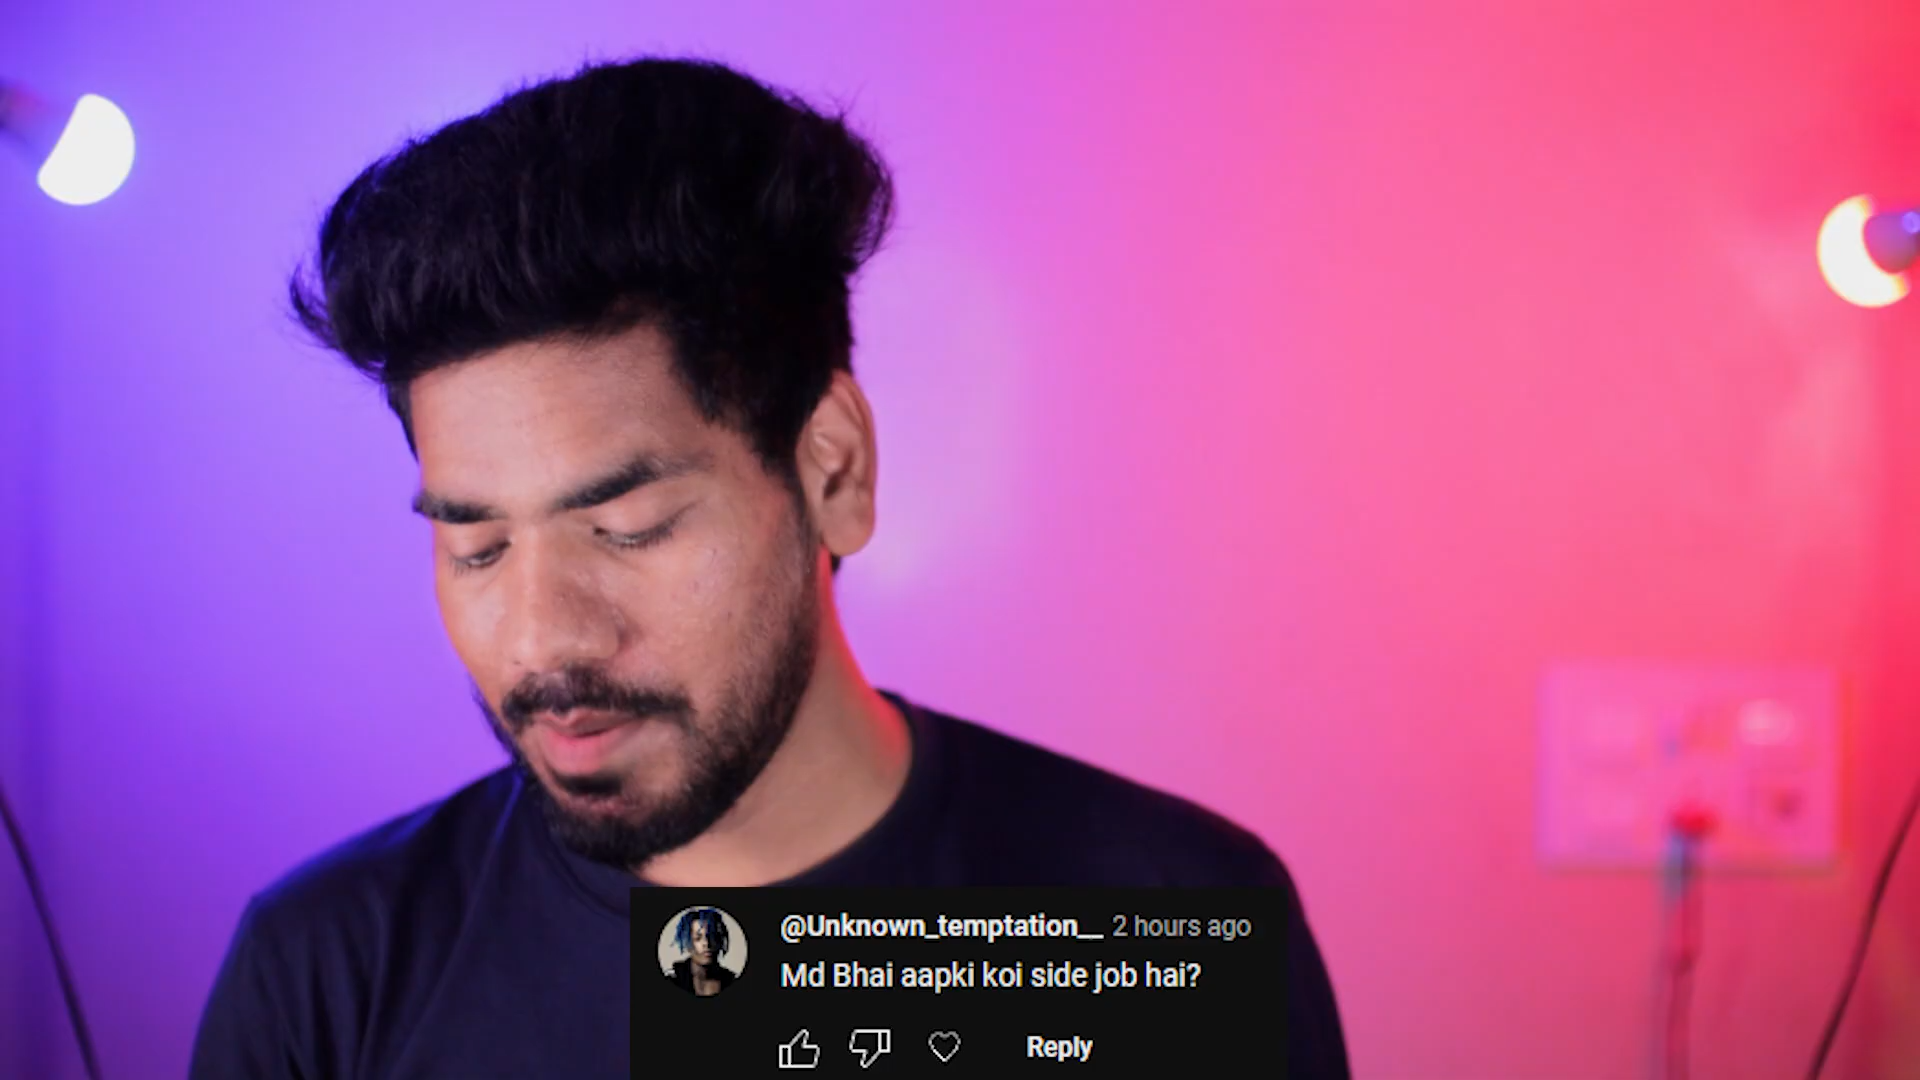 @Unknown_temptation__ 2 hours ago
Md Bhai aapki koi side job hai?
Reply